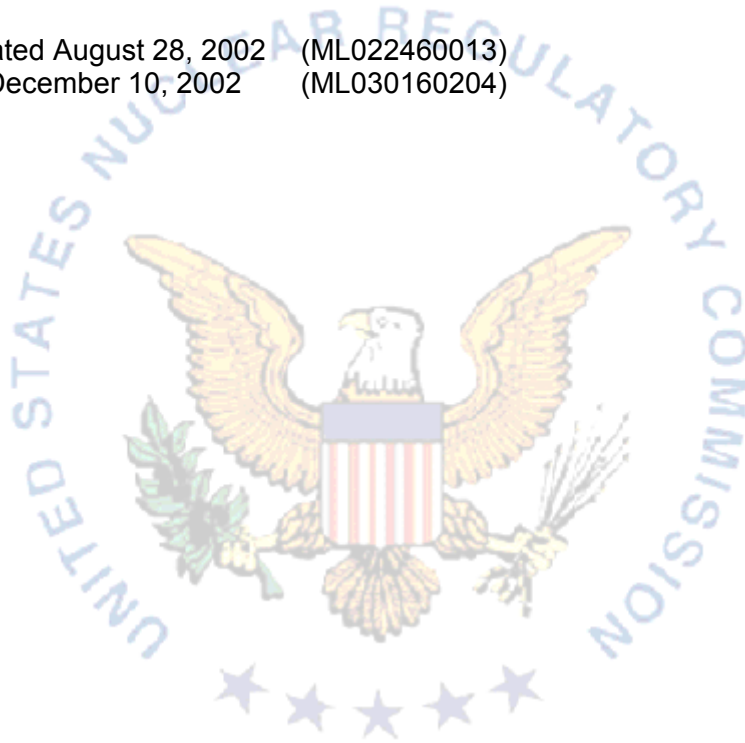 ated August 28, 2002 (ML022460013)
December 10, 2002 (ML030160204)
UNITED STATES NUCLEAR REGULATORY COMMISSION